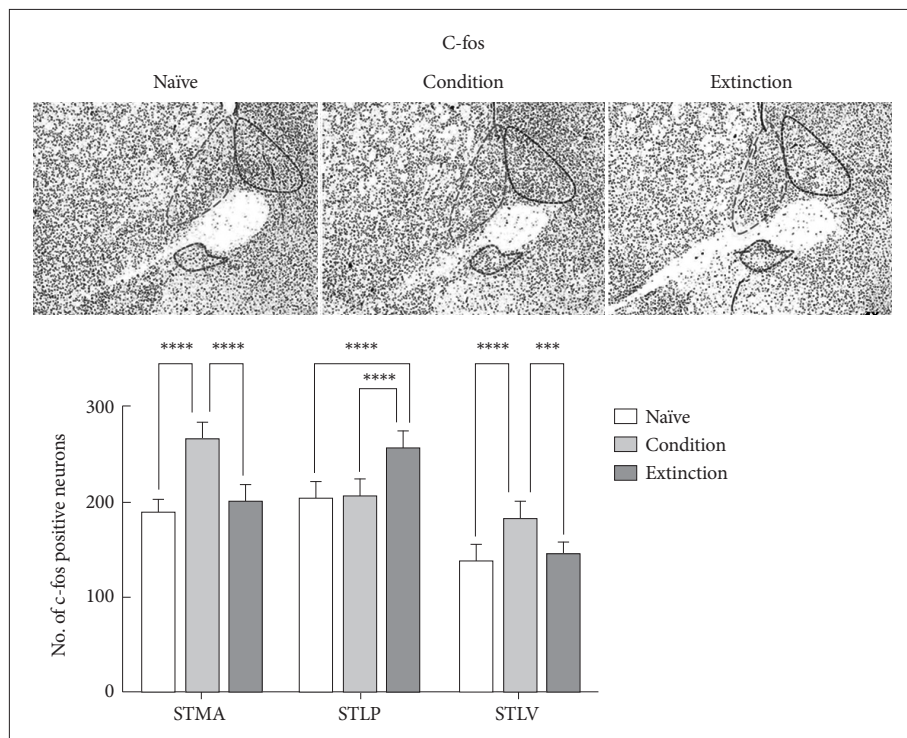 C-fos
Naïve Condition Extinction
**** **** **** **** **** ***
No. of c-fos positive neurons
300
200
100
0
STMA STLP STLV
Naïve
Condition
Extinction